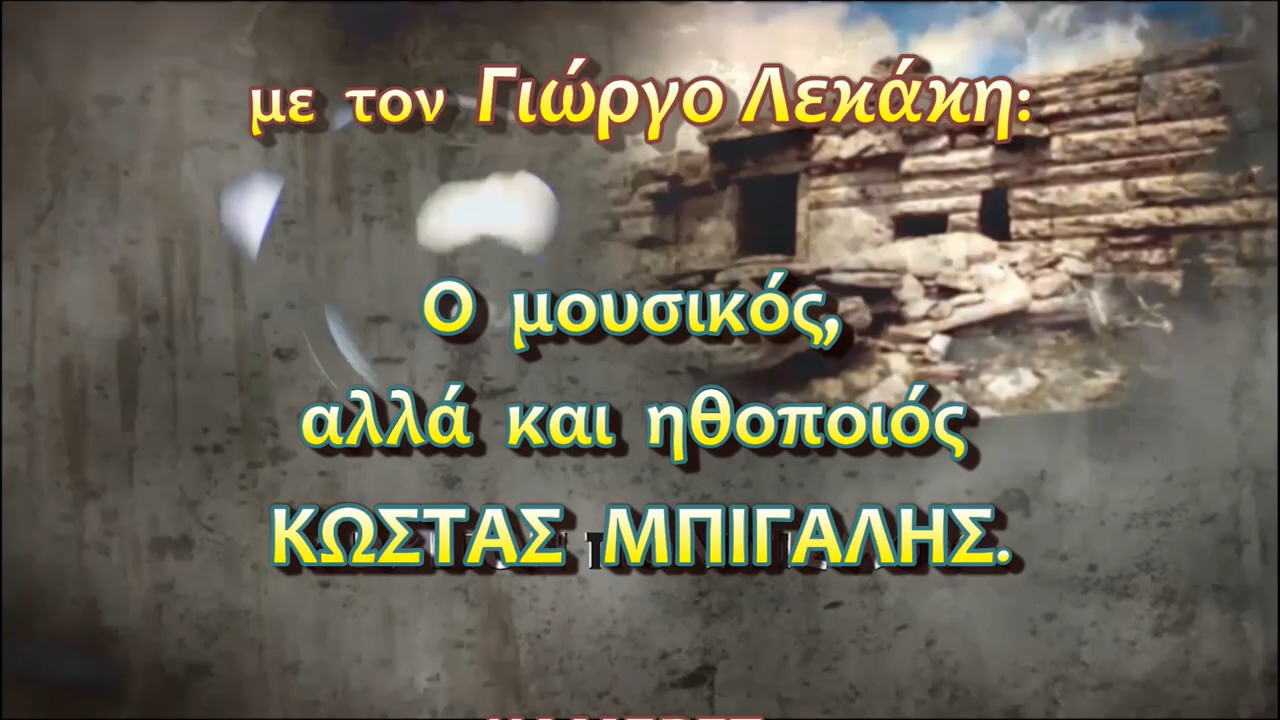 με τον Γιώργο Λεκάκη:
Ο μουσικός,
αλλά και ηθοποιός
ΚΩΣΤΑΣ ΜΠΙΓΑΛΗΣ.